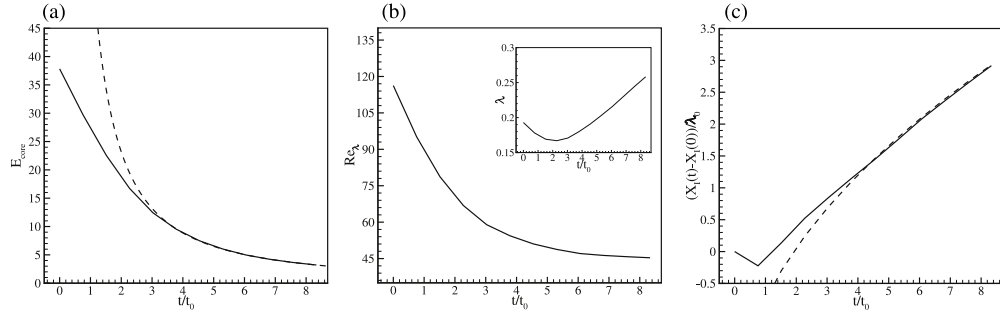 (a)
45
40
35
30
25
20
15
10
5
0
E_core
0 1 2 3 4 5 6 7 8
t/t_0
(b)
135
120
105
90
75
60
45
Re_λ
0 1 2 3 4 5 6 7 8
t/t_0
0.3
0.25
0.2
0.15
λ
0 1 2 3 4 5 6 7 8
t/t_0
(c)
3.5
3
2.5
2
1.5
1
0.5
0
-0.5
(X_I(t)-X_I(0))/λ_0
0 1 2 3 4 5 6 7 8
t/t_0